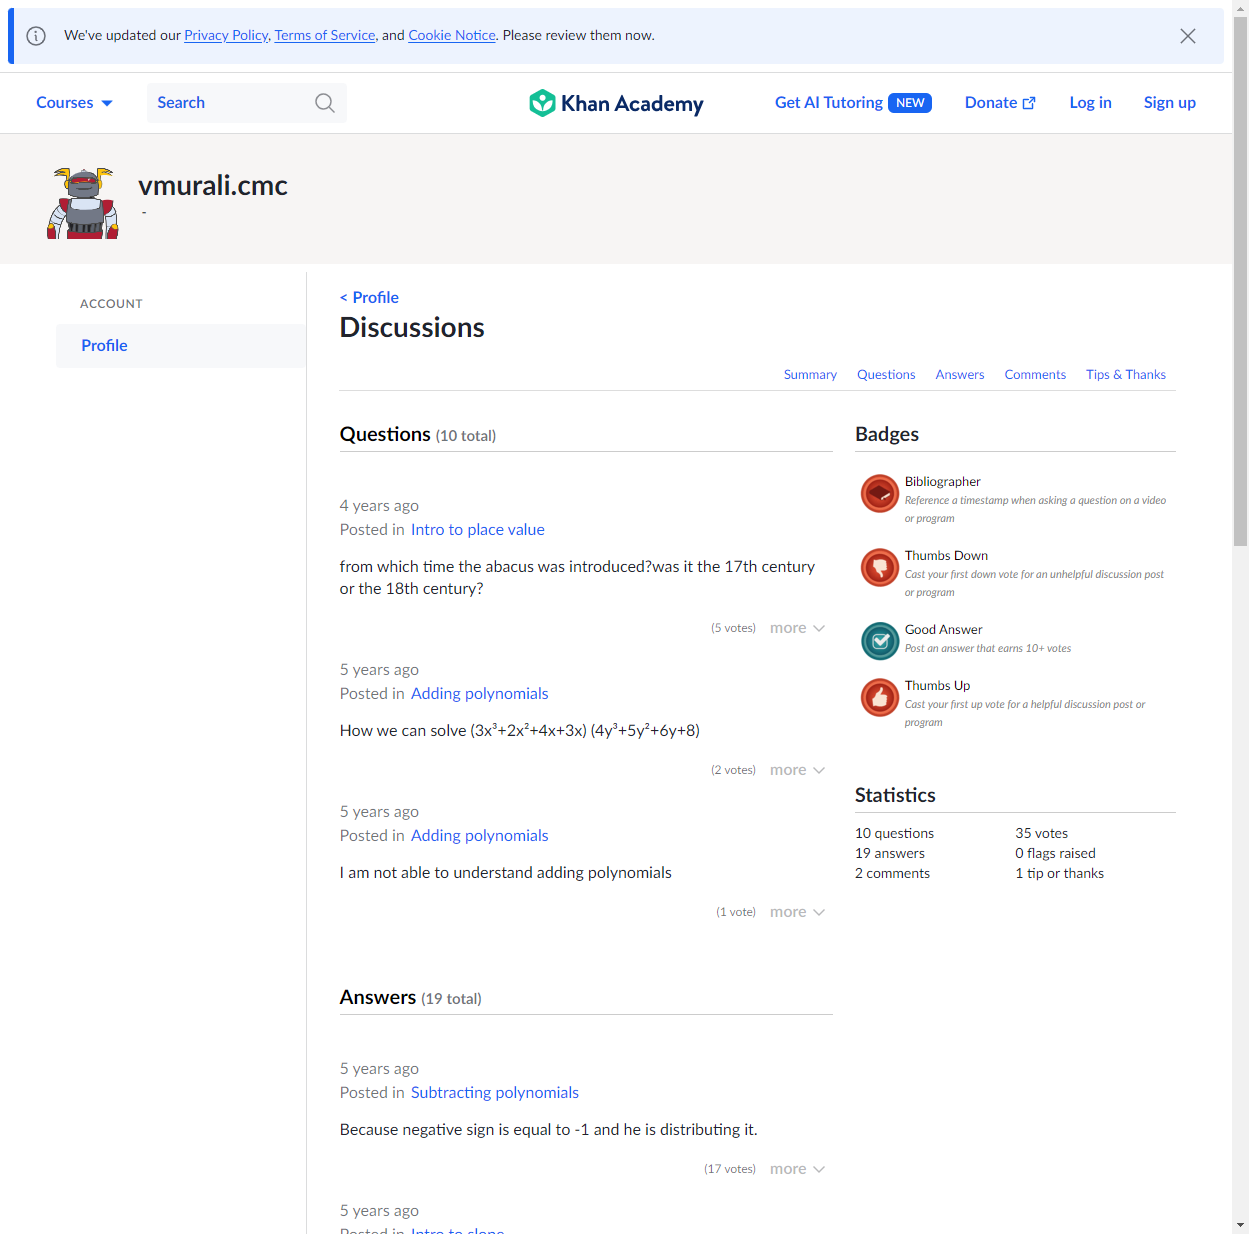 We've updated our Privacy Policy, Terms of Service, and Cookie Notice. Please review them now.
Courses
Search
Khan Academy
Get AI Tutoring NEW
Donate
Log in
Sign up
vmurali.cmc
-
ACCOUNT
Profile
< Profile
Discussions
Summary Questions Answers Comments Tips & Thanks
Questions (10 total)
4 years ago
Posted in Intro to place value
from which time the abacus was introduced?was it the 17th century
or the 18th century?
(5 votes) more
5 years ago
Posted in Adding polynomials
How we can solve (3x³+2x²+4x+3x) (4y³+5y²+6y+8)
(2 votes) more
5 years ago
Posted in Adding polynomials
I am not able to understand adding polynomials
(1 vote) more
Answers (19 total)
5 years ago
Posted in Subtracting polynomials
Because negative sign is equal to -1 and he is distributing it.
(17 votes) more
5 years ago
Posted in Intro to slope
Badges
Bibliographer
Reference a timestamp when asking a question on a video
or program
Thumbs Down
Cast your first down vote for an unhelpful discussion post
or program
Good Answer
Post an answer that earns 10+ votes
Thumbs Up
Cast your first up vote for a helpful discussion post or
program
Statistics
10 questions
19 answers
2 comments
35 votes
0 flags raised
1 tip or thanks